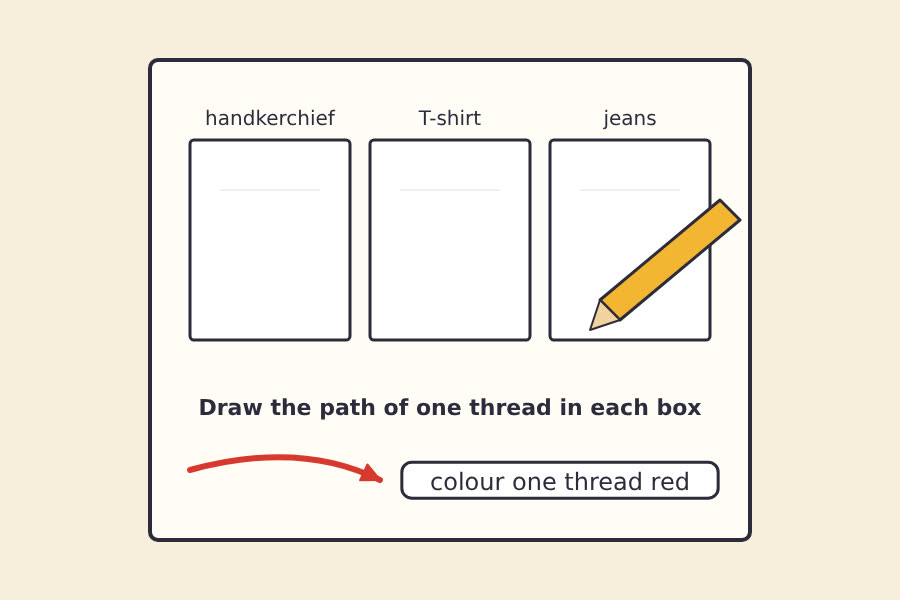 handkerchief
T-shirt
jeans
Draw the path of one thread in each box
colour one thread red